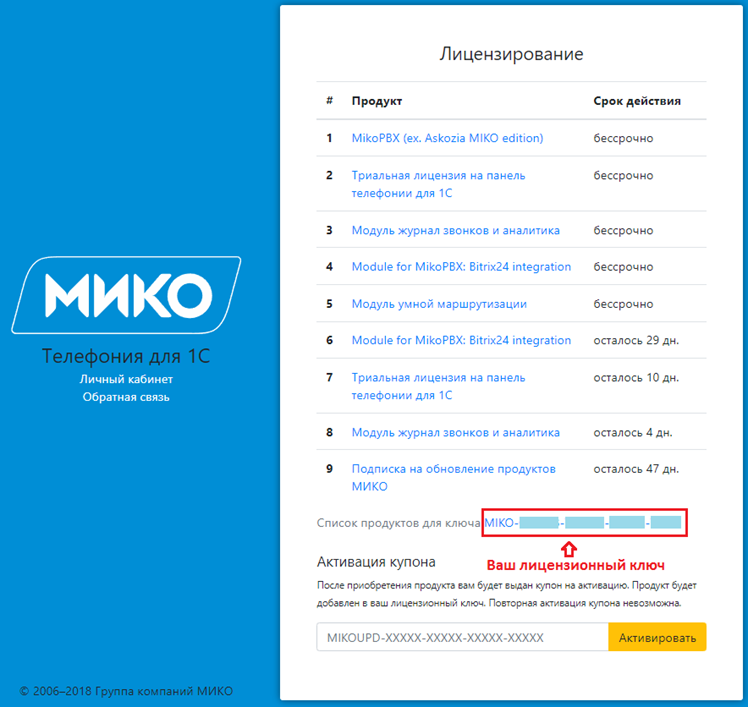 Лицензирование
# Продукт Срок действия
1 MikoPBX (ex. Askozia MIKO edition) бессрочно
2 Триальная лицензия на панель бессрочно
телефонии для 1С
3 Модуль журнал звонков и аналитика бессрочно
4 Module for MikoPBX: Bitrix24 integration бессрочно
5 Модуль умной маршрутизации бессрочно
6 Module for MikoPBX: Bitrix24 integration осталось 29 дн.
7 Триальная лицензия на панель осталось 10 дн.
телефонии для 1С
8 Модуль журнал звонков и аналитика осталось 4 дн.
9 Подписка на обновление продуктов осталось 47 дн.
МИКО
Список продуктов для ключа MIKO- - - -
Ваш лицензионный ключ
Активация купона
После приобретения продукта вам будет выдан купон на активацию. Продукт будет
добавлен в ваш лицензионный ключ. Повторная активация купона невозможна.
MIKOUPD-XXXXX-XXXXX-XXXXX-XXXXX Активировать
МИКО
Телефония для 1С
Личный кабинет
Обратная связь
© 2006–2018 Группа компаний МИКО